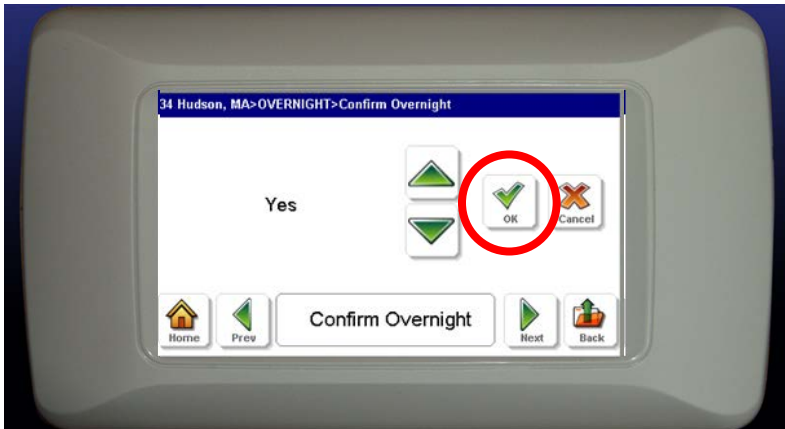 34 Hudson, MA>OVERNIGHT>Confirm Overnight
Yes
OK
Cancel
Home
Prev
Confirm Overnight
Next
Back